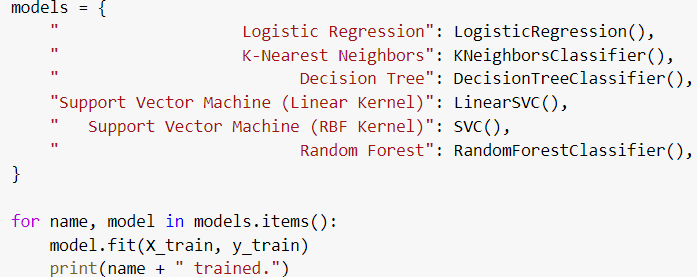 models = {
    "                   Logistic Regression": LogisticRegression(),
    "                   K-Nearest Neighbors": KNeighborsClassifier(),
    "                         Decision Tree": DecisionTreeClassifier(),
    "Support Vector Machine (Linear Kernel)": LinearSVC(),
    "   Support Vector Machine (RBF Kernel)": SVC(),
    "                         Random Forest": RandomForestClassifier(),
}

for name, model in models.items():
    model.fit(X_train, y_train)
    print(name + " trained.")